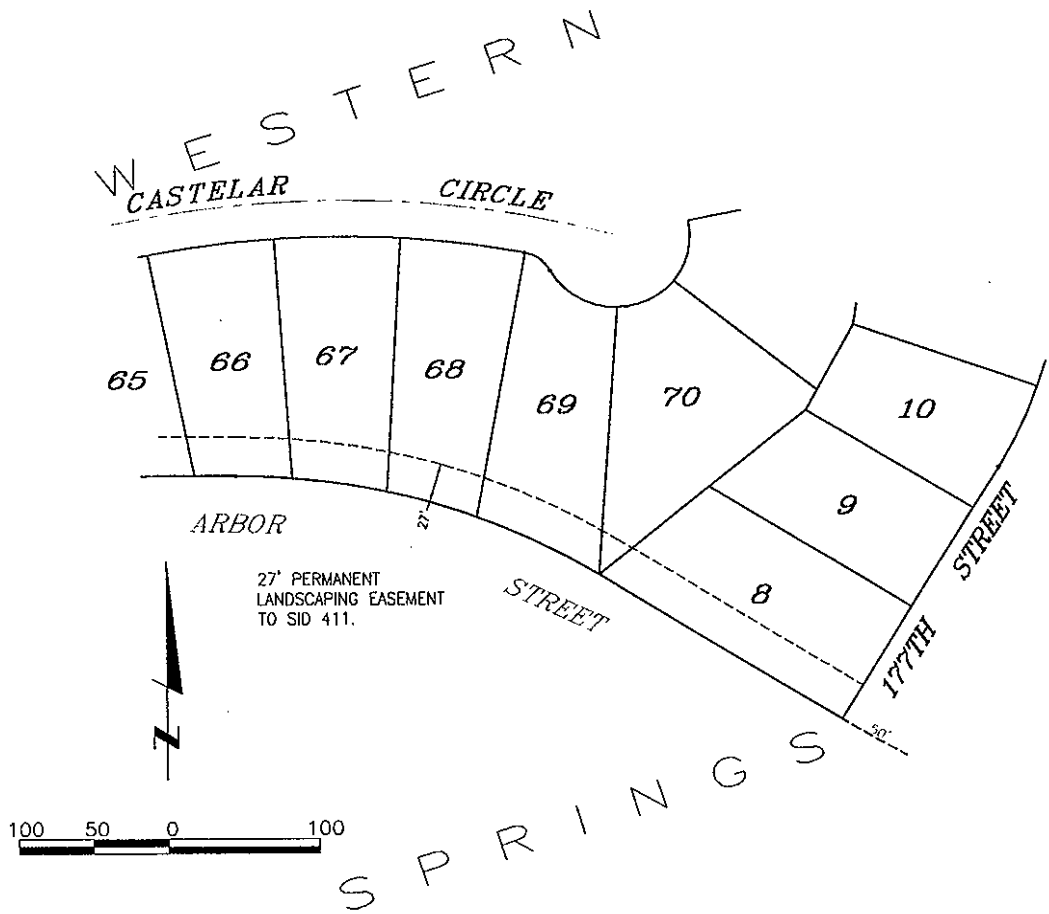 WESTERN
CASTELAR CIRCLE
65
66
67
68
69
70
10
9
8
27'
ARBOR STREET
27' PERMANENT
LANDSCAPING EASEMENT
TO SID 411.
177TH STREET
50'
N
100 50 0 100
SPRINGS